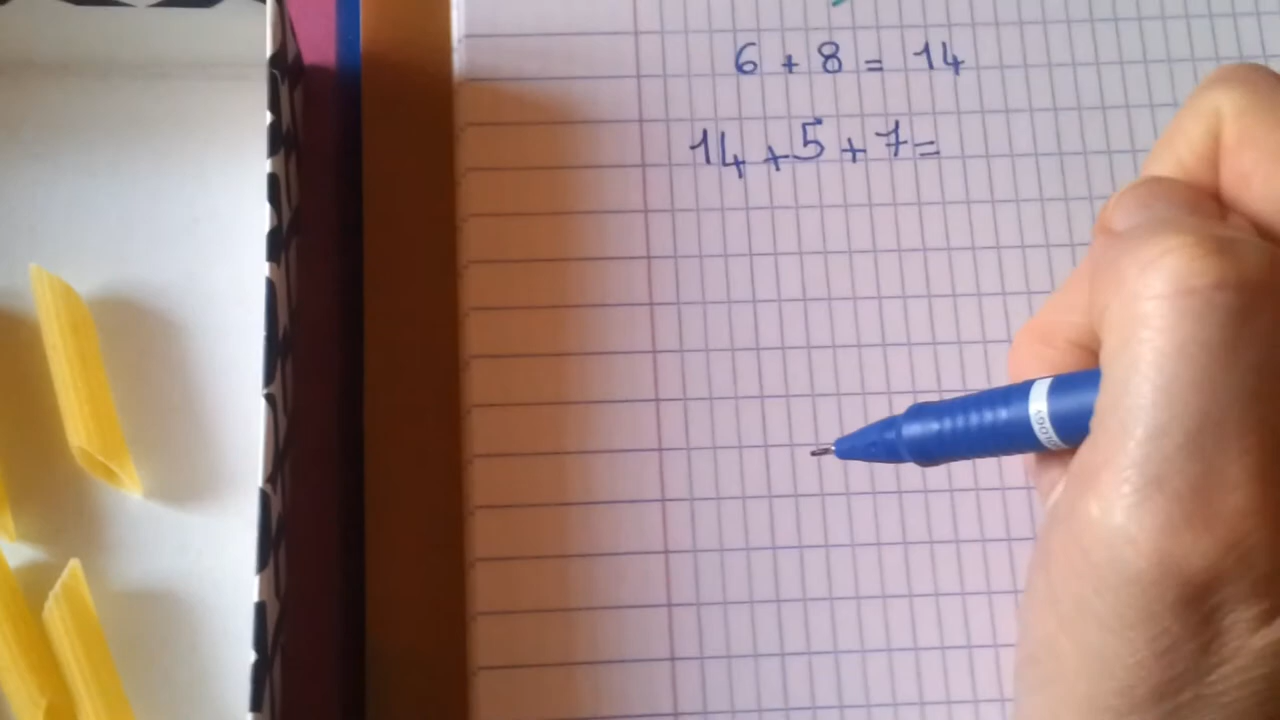 6 + 8 = 14
14 + 5 + 7 =